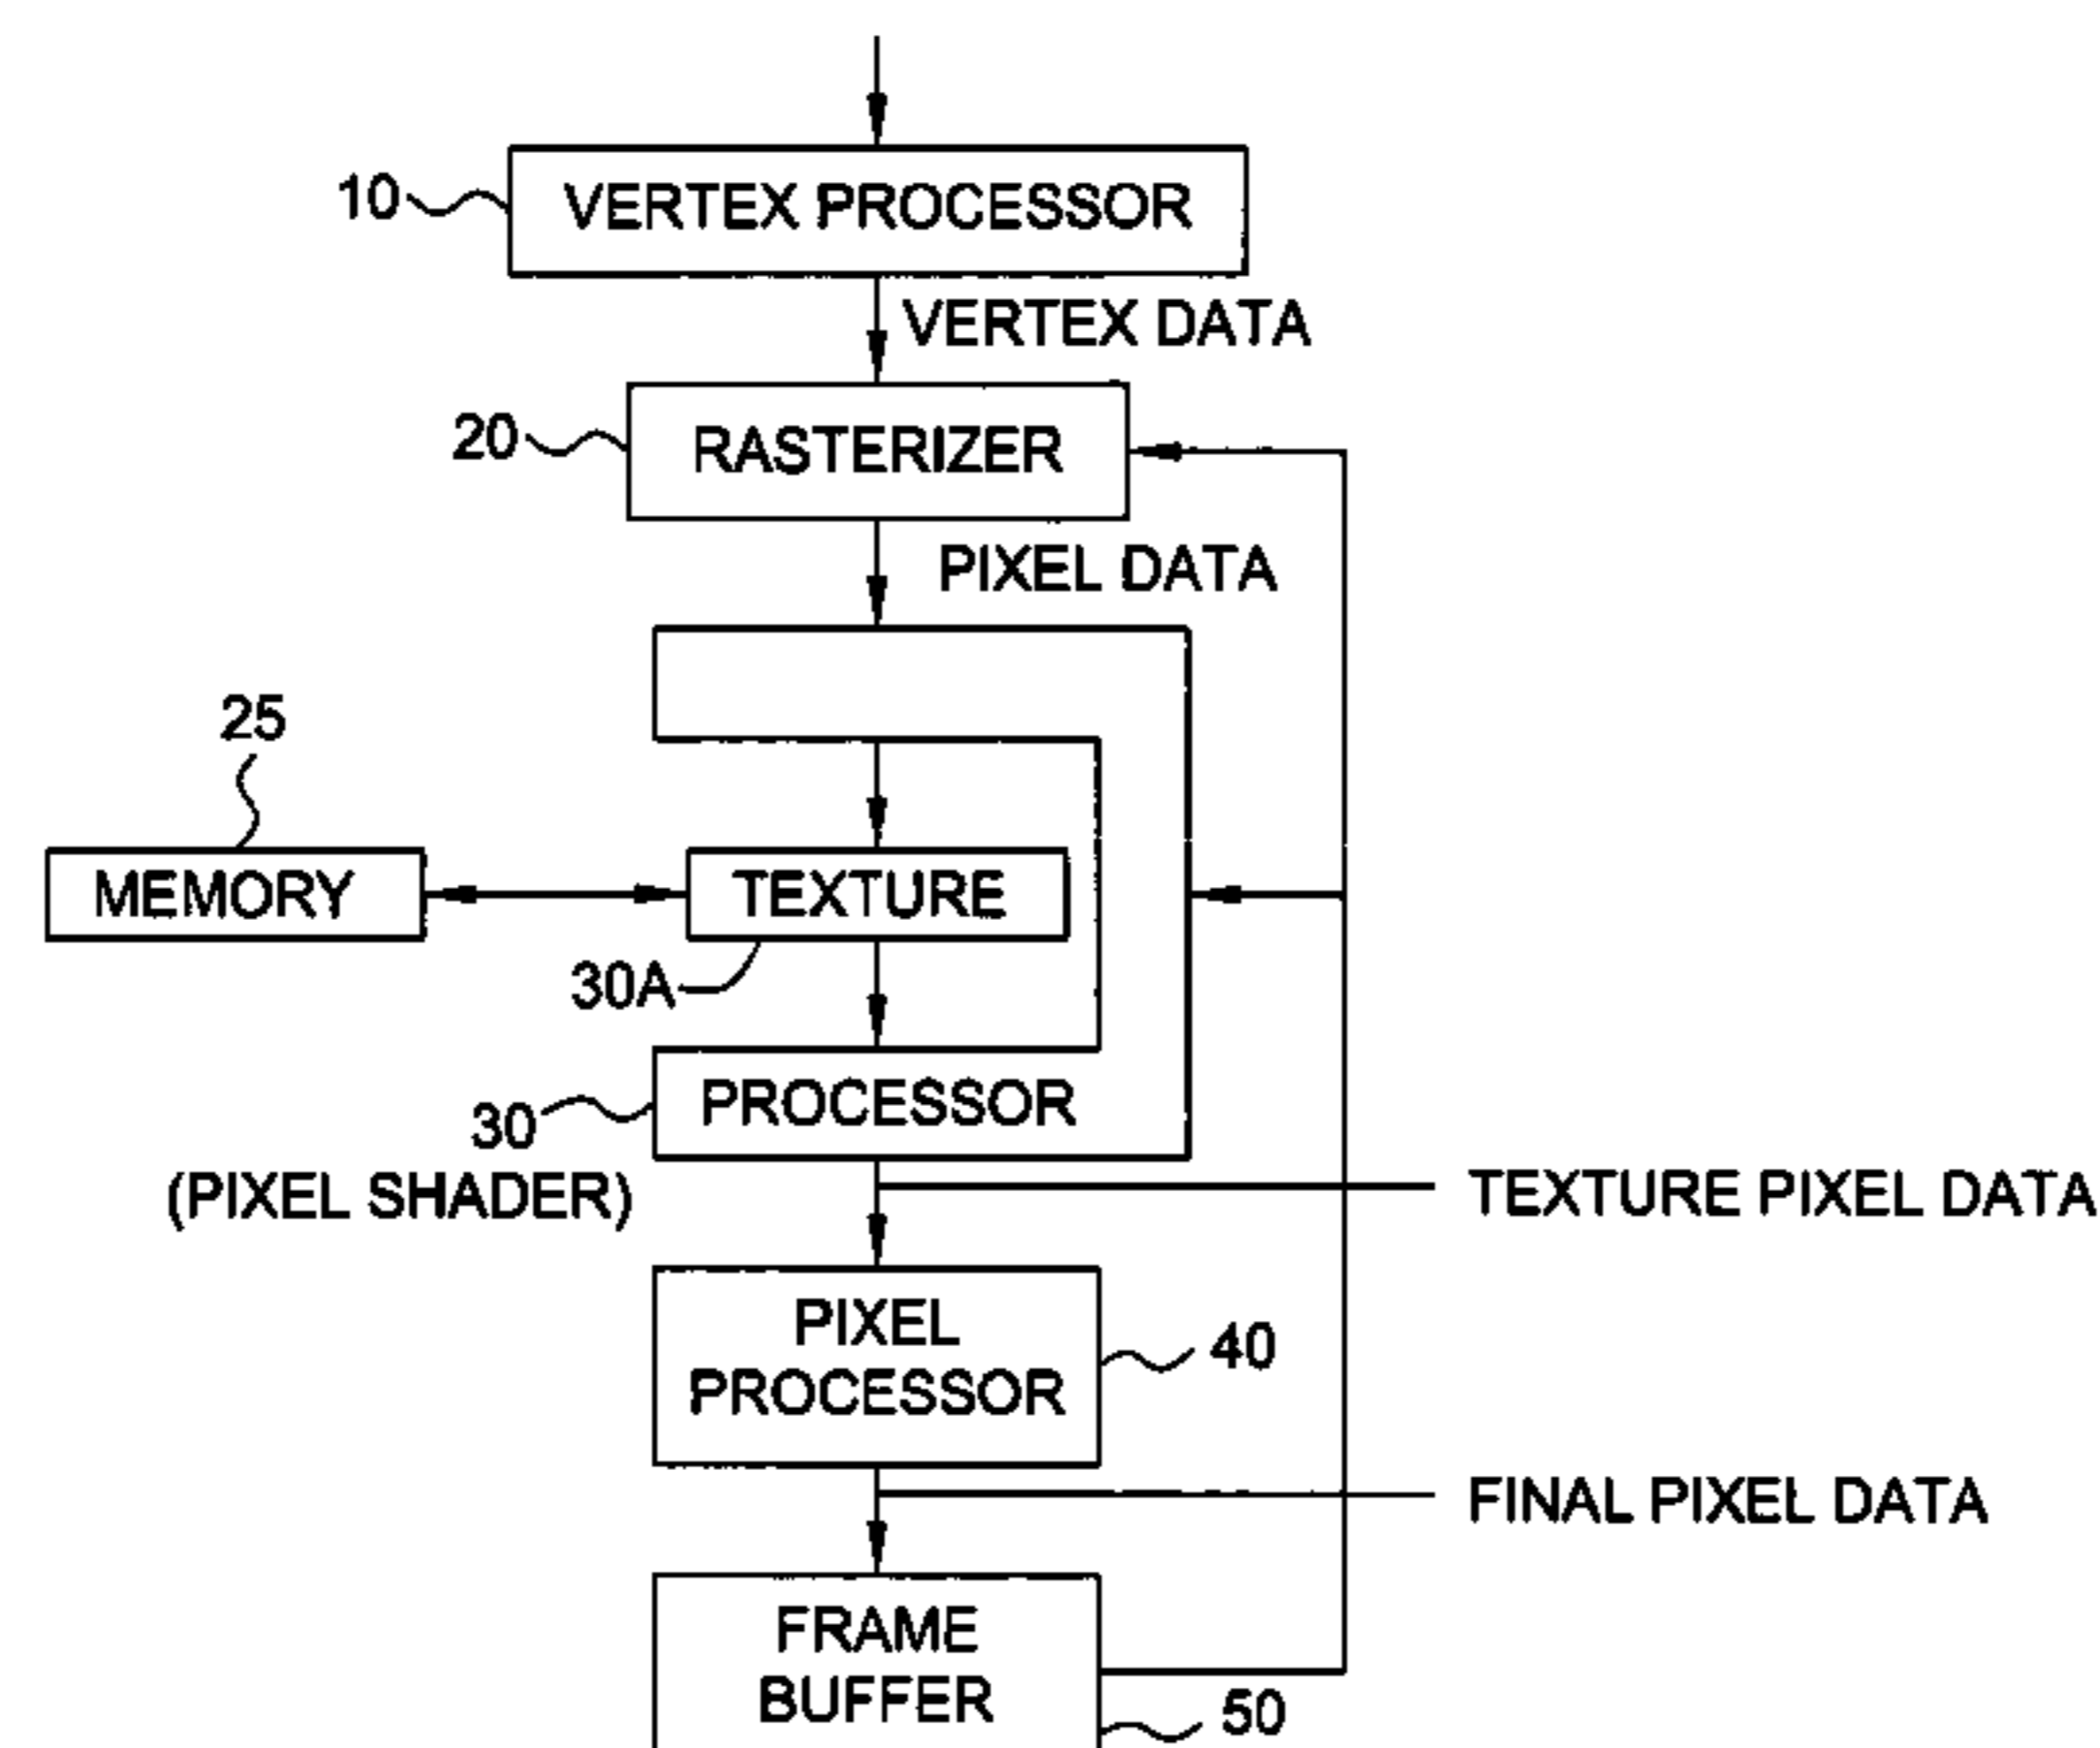 10
VERTEX PROCESSOR
VERTEX DATA
20
RASTERIZER
PIXEL DATA
25
MEMORY
TEXTURE
30A
PROCESSOR
30
(PIXEL SHADER)
TEXTURE PIXEL DATA
PIXEL
PROCESSOR
40
FINAL PIXEL DATA
FRAME
BUFFER
50